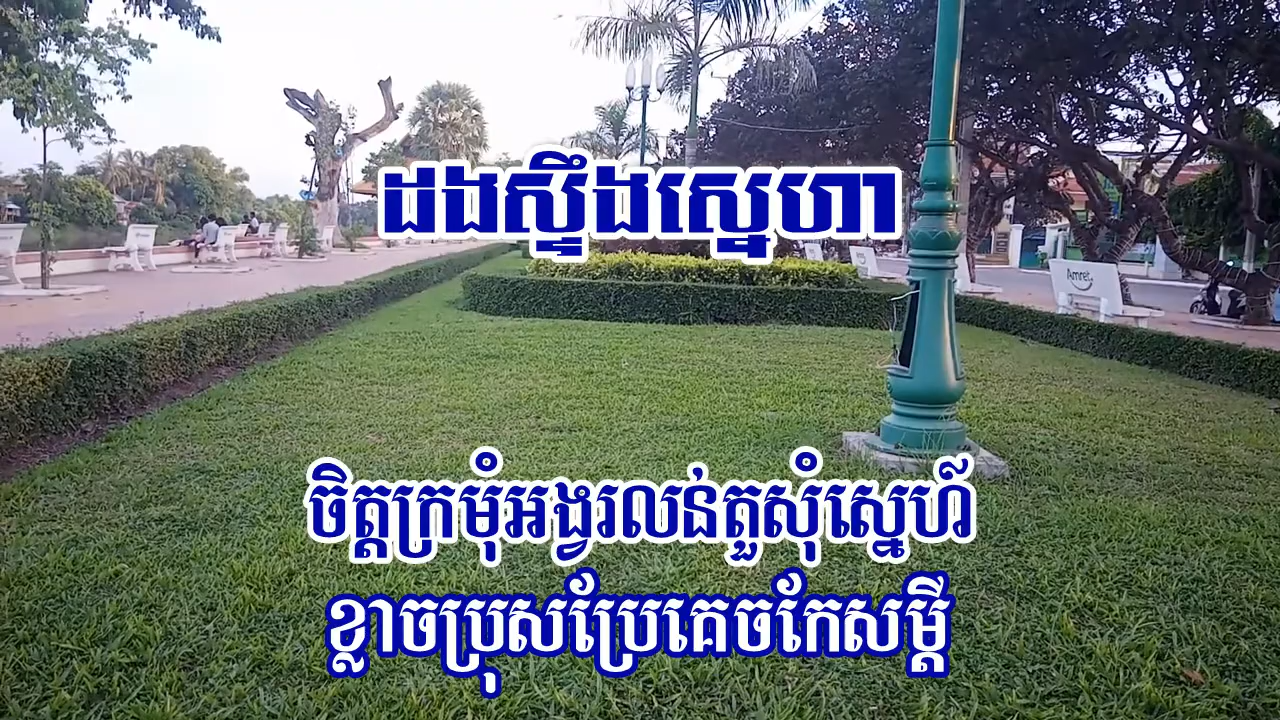 ដងស្ទឹងស្នេហា
Amret
ចិត្តក្រមុំអង្វរលន់តួសុំស្នេហ៍
ខ្លាចប្រុសប្រែគេចកែសម្ដី